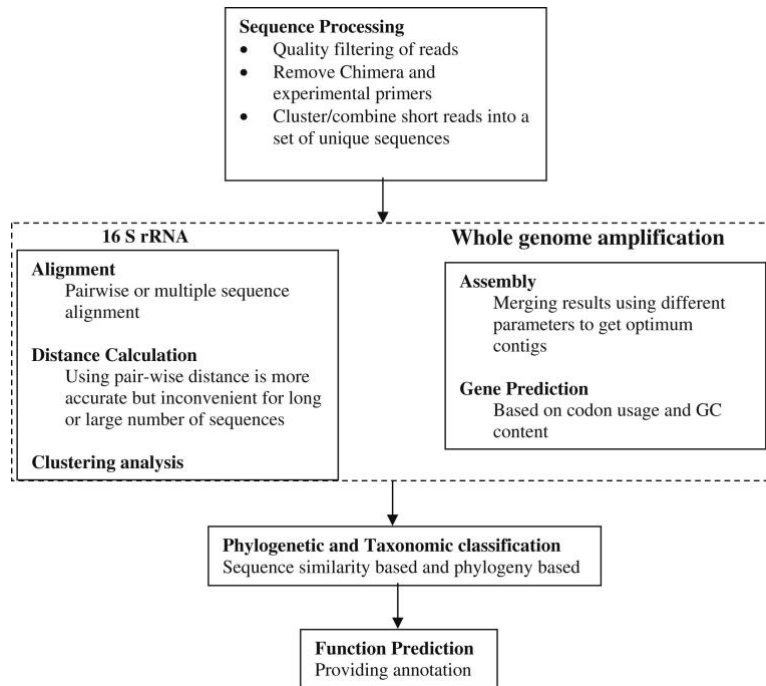 Sequence Processing
• Quality filtering of reads
• Remove Chimera and
experimental primers
• Cluster/combine short reads into a
set of unique sequences
16 S rRNA
Alignment
Pairwise or multiple sequence
alignment
Distance Calculation
Using pair-wise distance is more
accurate but inconvenient for long
or large number of sequences
Clustering analysis
Whole genome amplification
Assembly
Merging results using different
parameters to get optimum
contigs
Gene Prediction
Based on codon usage and GC
content
Phylogenetic and Taxonomic classification
Sequence similarity based and phylogeny based
Function Prediction
Providing annotation